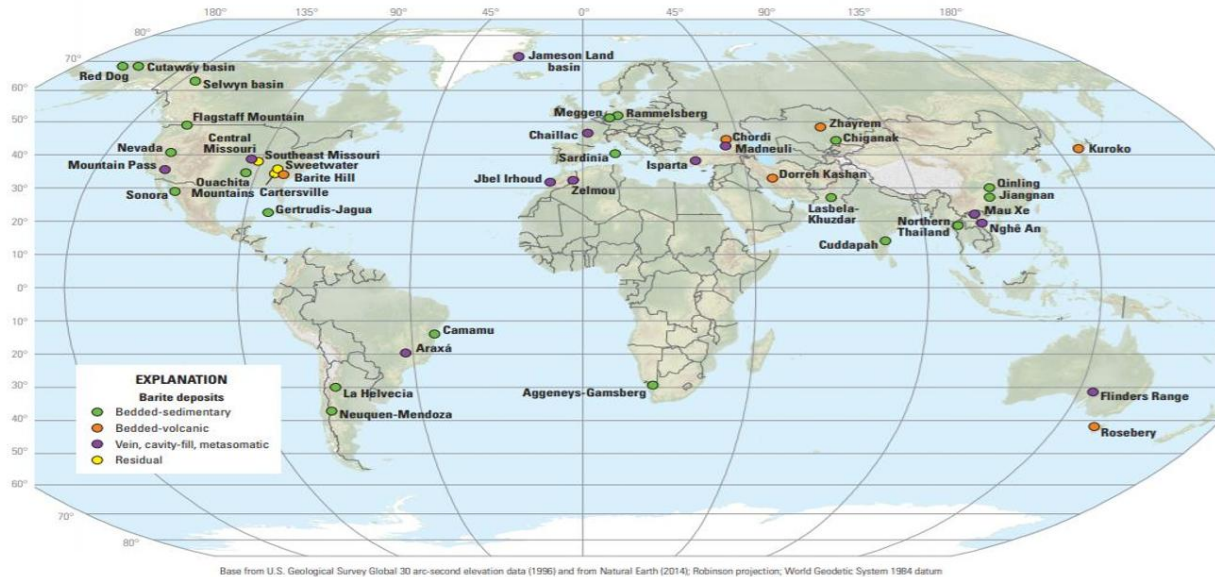 180° 135° 90° 45° 0° 45° 90° 135° 180°
80°
70°
60°
50°
40°
30°
20°
10°
0°
10°
20°
30°
40°
50°
60°
70°
80°
Red Dog
Cutaway basin
Selwyn basin
Jameson Land
basin
Flagstaff Mountain
Central
Missouri
Nevada
Southeast Missouri
Sweetwater
Mountain Pass
Barite Hill
Ouachita
Mountains
Cartersville
Sonora
Gertrudis-Jagua
Meggen
Rammelsberg
Chaillac
Sardinia
Isparta
Jbel Irhoud
Zelmou
Chordi
Madneuli
Zhayrem
Chiganak
Dorreh Kashan
Kuroko
Qinling
Jiangnan
Mau Xe
Nghê An
Lasbela-
Khuzdar
Northern
Thailand
Cuddapah
Camamu
Araxá
La Helvecia
Neuquen-Mendoza
Aggeneys-Gamsberg
Flinders Range
Rosebery
EXPLANATION
Barite deposits
Bedded-sedimentary
Bedded-volcanic
Vein, cavity-fill, metasomatic
Residual
Base from U.S. Geological Survey Global 30 arc-second elevation data (1996) and from Natural Earth (2014); Robinson projection; World Geodetic System 1984 datum